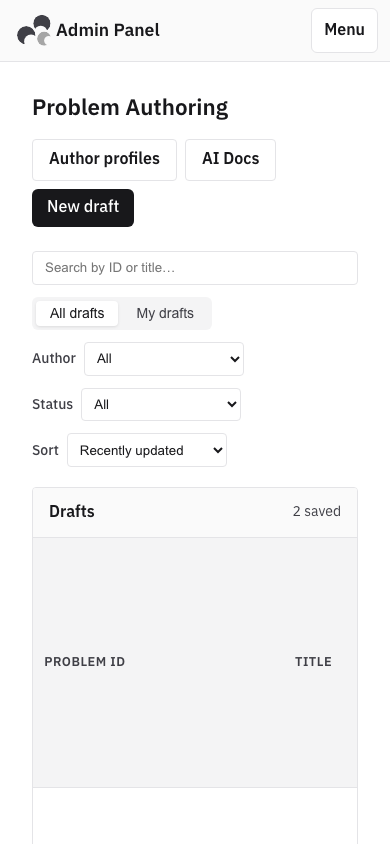 Admin Panel
Menu
Problem Authoring
Author profiles
AI Docs
New draft
Search by ID or title…
All drafts
My drafts
Author
All
Status
All
Sort
Recently updated
Drafts
2 saved
PROBLEM ID
TITLE